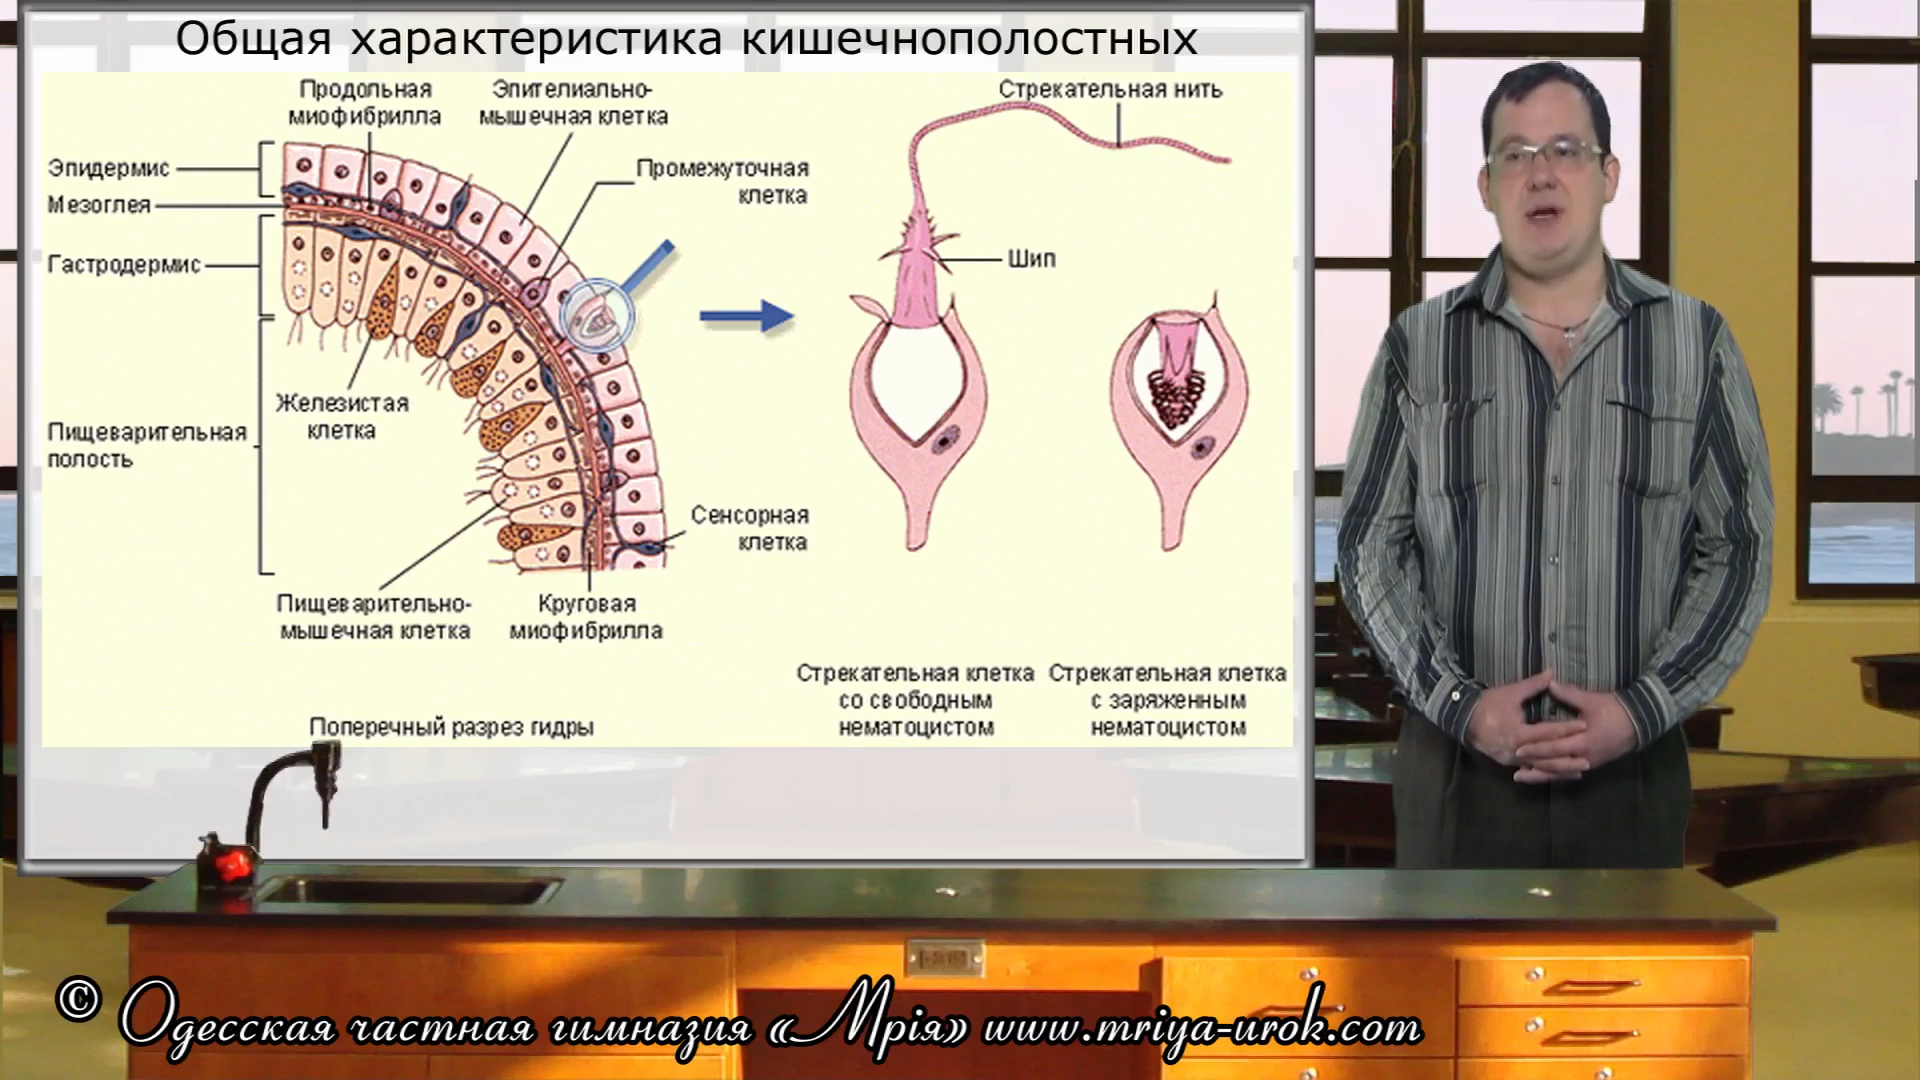 Общая характеристика кишечнополостных
Продольная
миофибрилла
Эпителиально-
мышечная клетка
Стрекательная нить
Эпидермис
Промежуточная
клетка
Мезоглея
Гастродермис
Шип
Железистая
клетка
Пищеварительная
полость
Сенсорная
клетка
Пищеварительно-
мышечная клетка
Круговая
миофибрилла
Стрекательная клетка
со свободным
нематоцистом
Стрекательная клетка
с заряженным
нематоцистом
Поперечный разрез гидры
© Одесская частная гимназия «Мрія» www.mriya-urok.com